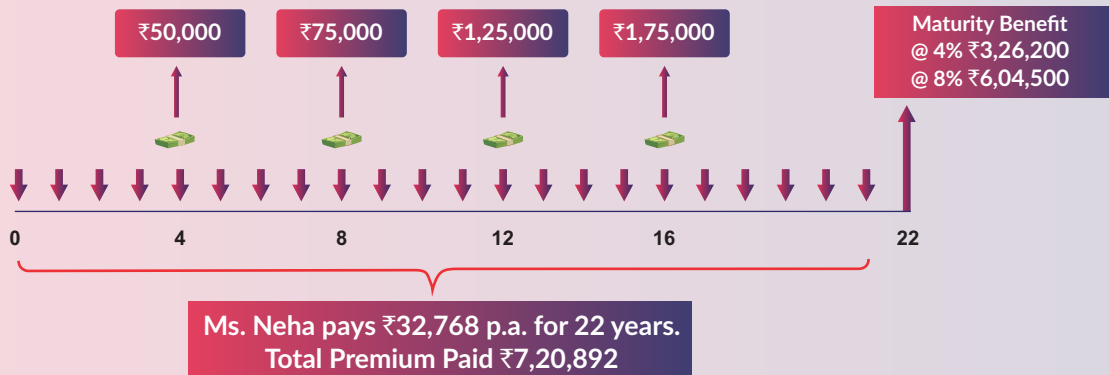 ₹50,000
₹75,000
₹1,25,000
₹1,75,000
Maturity Benefit
@ 4% ₹3,26,200
@ 8% ₹6,04,500
0
4
8
12
16
22
Ms. Neha pays ₹32,768 p.a. for 22 years.
Total Premium Paid ₹7,20,892